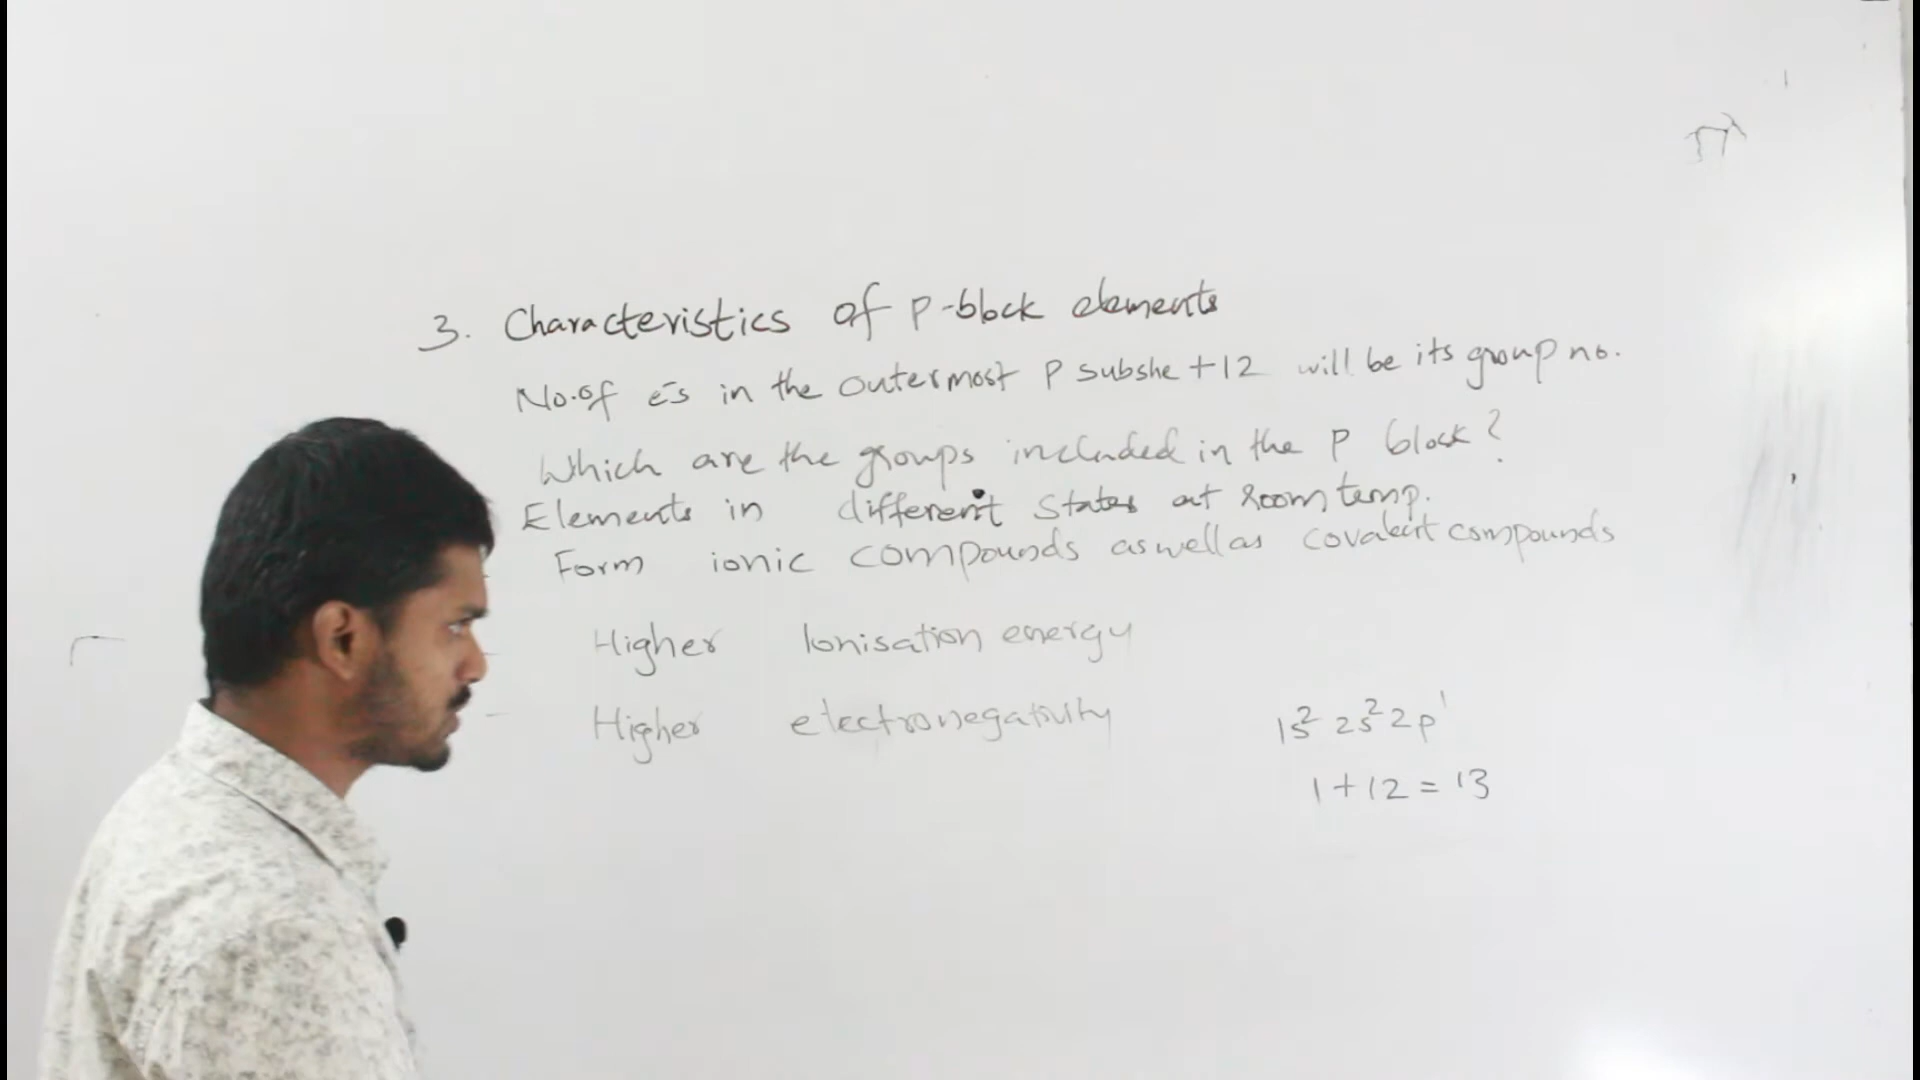 3. Characteristics of p-block elements
No.of e̅s in the outermost P subshe +12 will be its group no.
Which are the groups included in the P block?
Elements in different states at room temp.
Form ionic compounds as well as covalent compounds
Higher Ionisation energy
Higher electronegativity
1s² 2s² 2p¹
1 + 12 = 13